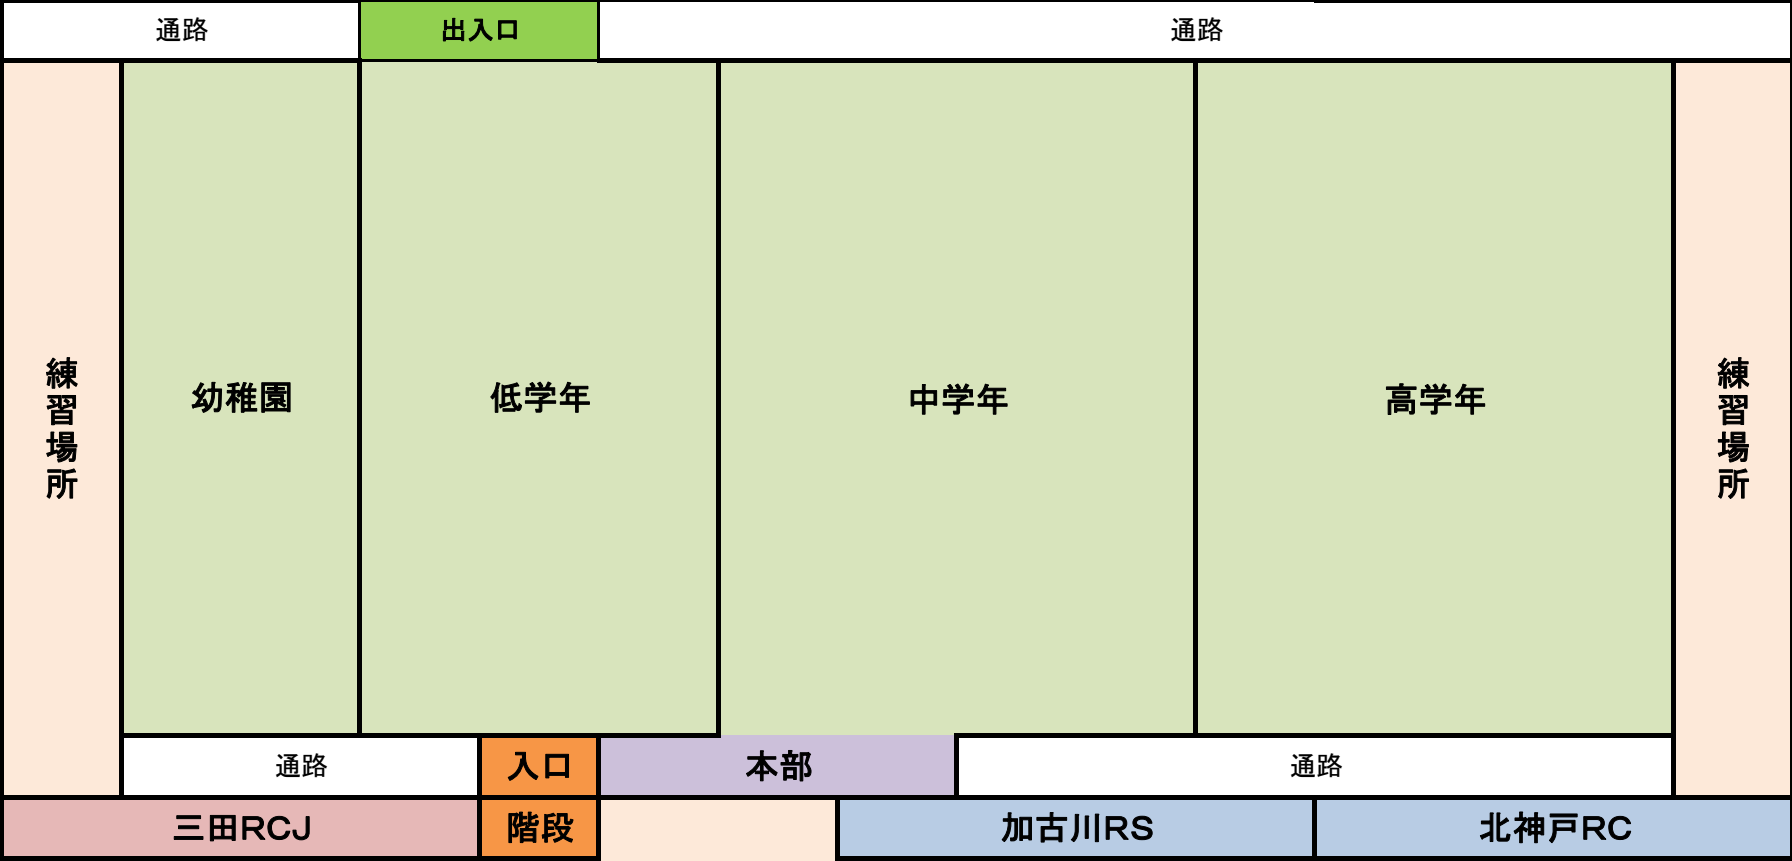 通路
出入口
通路
練習場所
幼稚園
低学年
中学年
高学年
練習場所
通路
入口
本部
通路
三田RCJ
階段
加古川RS
北神戸RC